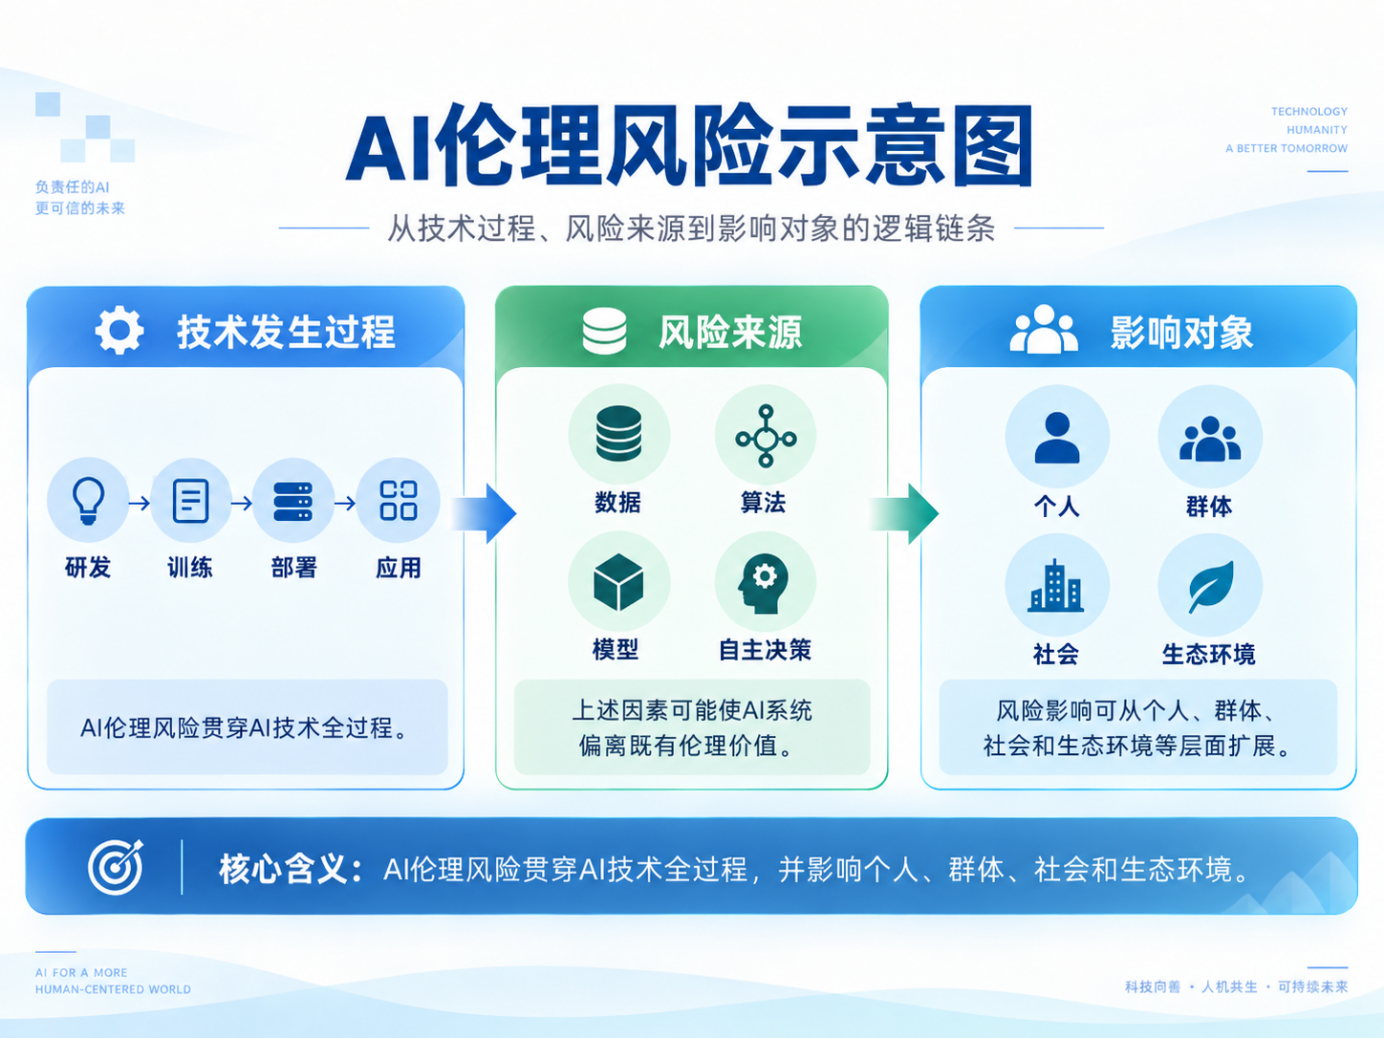 负责任的AI
更可信的未来
TECHNOLOGY
HUMANITY
A BETTER TOMORROW
AI伦理风险示意图
从技术过程、风险来源到影响对象的逻辑链条
技术发生过程
研发
训练
部署
应用
AI伦理风险贯穿AI技术全过程。
风险来源
数据
算法
模型
自主决策
上述因素可能使AI系统
偏离既有伦理价值。
影响对象
个人
群体
社会
生态环境
风险影响可从个人、群体、
社会和生态环境等层面扩展。
核心含义：AI伦理风险贯穿AI技术全过程，并影响个人、群体、社会和生态环境。
AI FOR A MORE
HUMAN-CENTERED WORLD
科技向善 • 人机共生 • 可持续未来